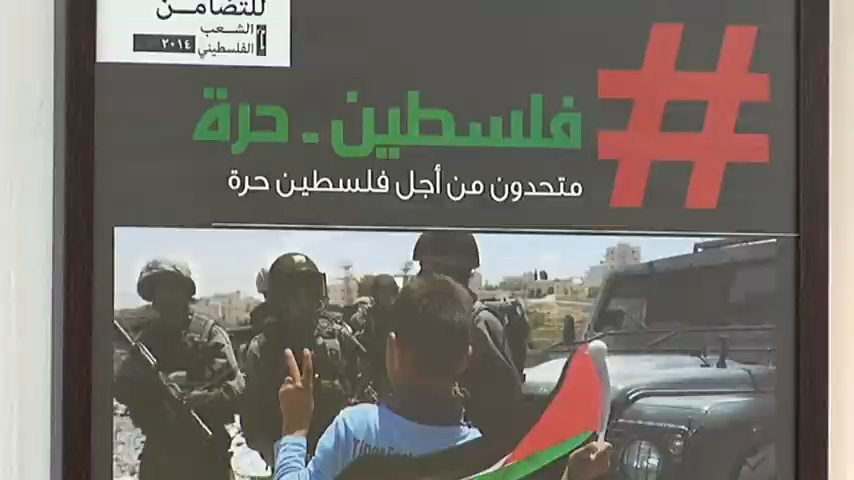 للتضامن
الشعب
الفلسطيني ٢٠١٤
# فلسطين - حرة
متحدون من أجل فلسطين حرة